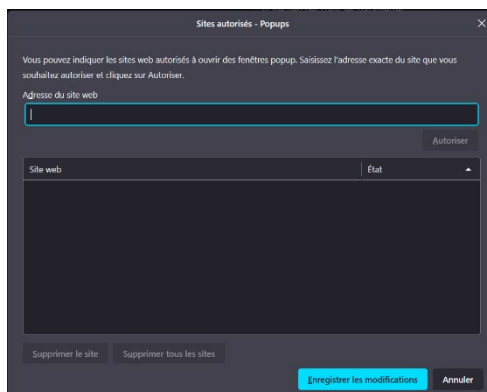 Sites autorisés - Popups
Vous pouvez indiquer les sites web autorisés à ouvrir des fenêtres popup. Saisissez l'adresse exacte du site que vous
souhaitez autoriser et cliquez sur Autoriser.
Adresse du site web
Autoriser
Site web État
Supprimer le site Supprimer tous les sites
Enregistrer les modifications Annuler